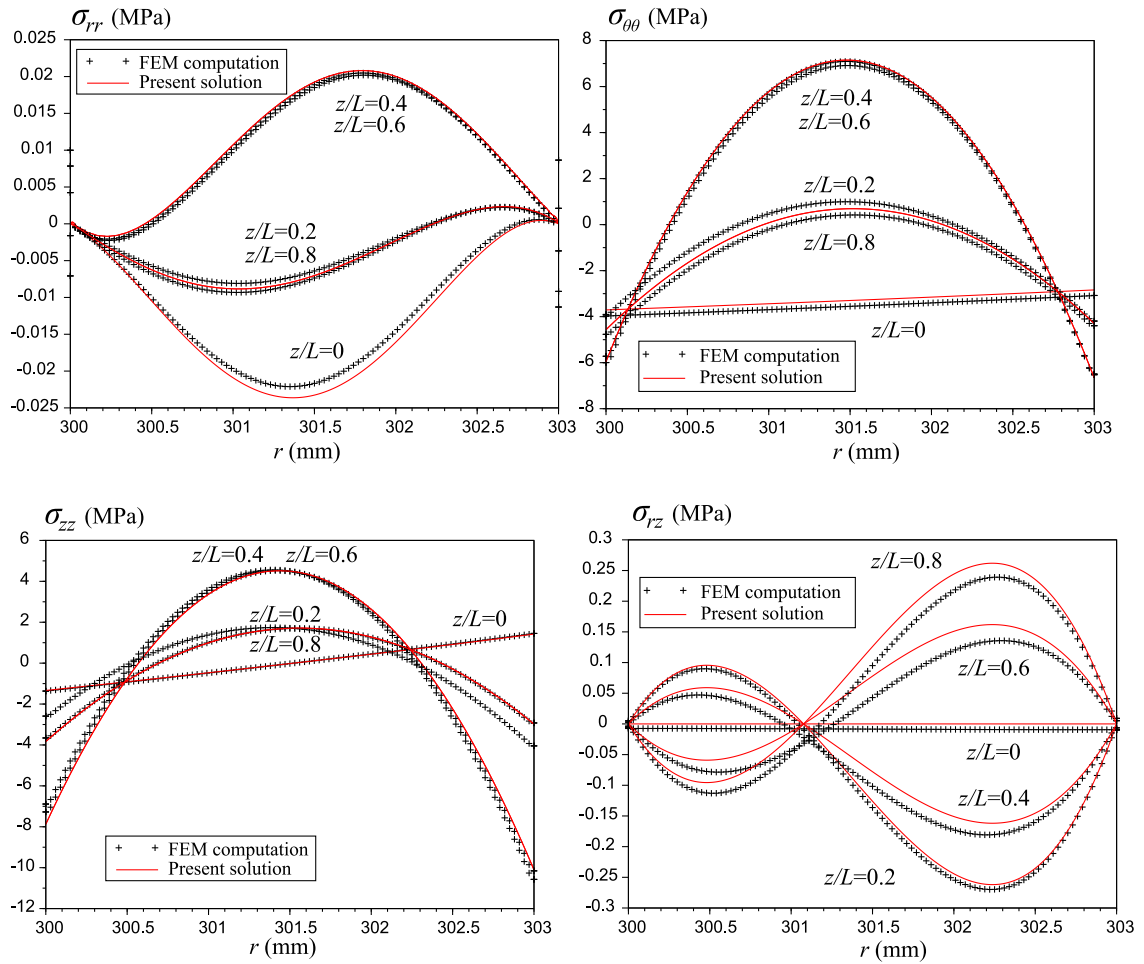 σrr (MPa)
0.025
0.02
0.015
0.01
0.005
0
-0.005
-0.01
-0.015
-0.02
-0.025
FEM computation
Present solution
z/L=0.4
z/L=0.6
z/L=0.2
z/L=0.8
z/L=0
300 300.5 301 301.5 302 302.5 303
r (mm)
σθθ (MPa)
8
6
4
2
0
-2
-4
-6
-8
z/L=0.4
z/L=0.6
z/L=0.2
z/L=0.8
z/L=0
FEM computation
Present solution
300 300.5 301 301.5 302 302.5 303
r (mm)
σzz (MPa)
6
4
2
0
-2
-4
-6
-8
-10
-12
z/L=0.4 z/L=0.6
z/L=0.2
z/L=0.8
z/L=0
FEM computation
Present solution
300 300.5 301 301.5 302 302.5 303
r (mm)
σrz (MPa)
0.3
0.25
0.2
0.15
0.1
0.05
0
-0.05
-0.1
-0.15
-0.2
-0.25
-0.3
FEM computation
Present solution
z/L=0.8
z/L=0.6
z/L=0
z/L=0.4
z/L=0.2
300 300.5 301 301.5 302 302.5 303
r (mm)